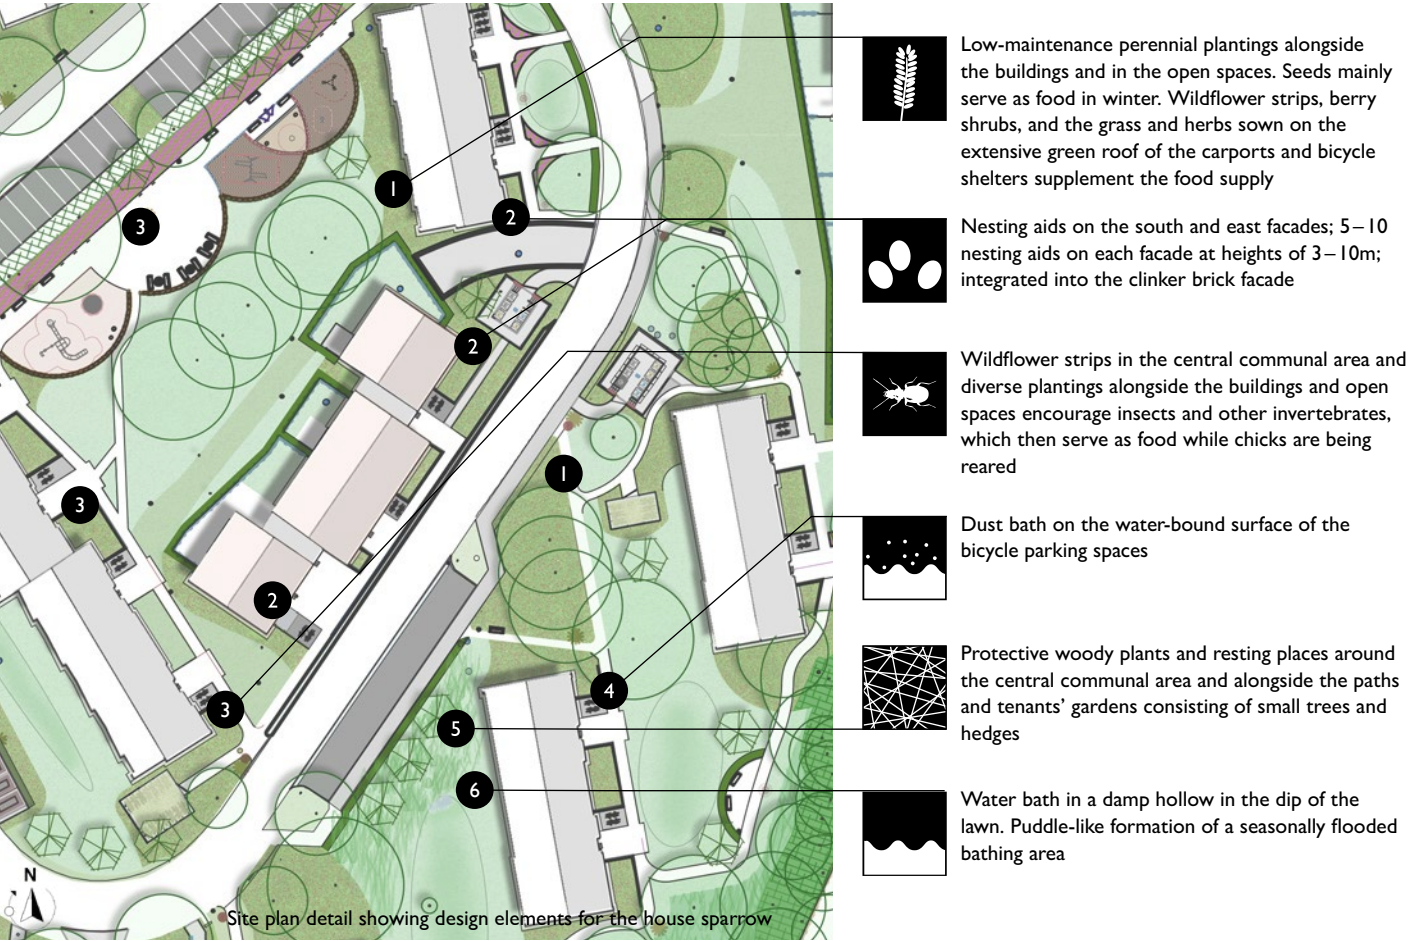 Low-maintenance perennial plantings alongside
the buildings and in the open spaces. Seeds mainly
serve as food in winter. Wildflower strips, berry
shrubs, and the grass and herbs sown on the
extensive green roof of the carports and bicycle
shelters supplement the food supply
Nesting aids on the south and east facades; 5–10
nesting aids on each facade at heights of 3–10m;
integrated into the clinker brick facade
Wildflower strips in the central communal area and
diverse plantings alongside the buildings and open
spaces encourage insects and other invertebrates,
which then serve as food while chicks are being
reared
Dust bath on the water-bound surface of the
bicycle parking spaces
Protective woody plants and resting places around
the central communal area and alongside the paths
and tenants’ gardens consisting of small trees and
hedges
Water bath in a damp hollow in the dip of the
lawn. Puddle-like formation of a seasonally flooded
bathing area
1
2
3
2
1
3
2
4
3
5
6
N
Site plan detail showing design elements for the house sparrow